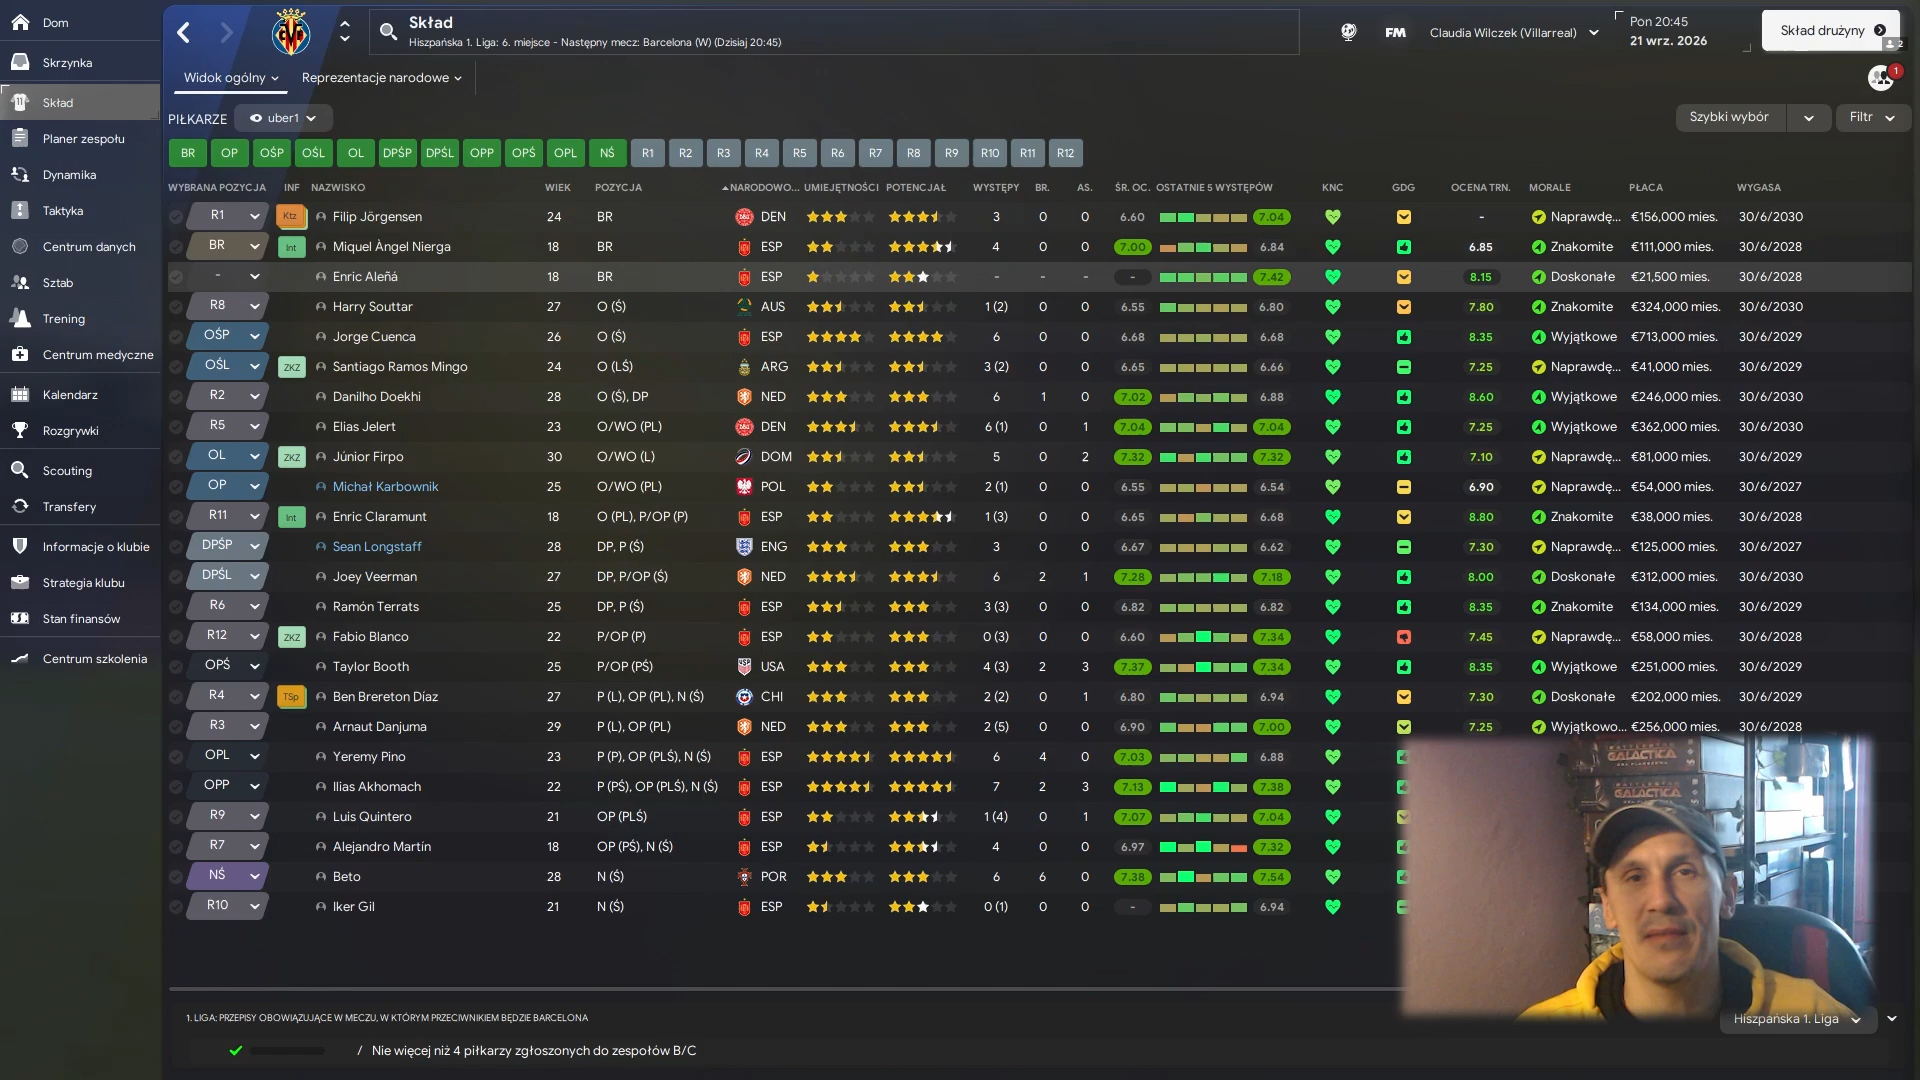 Dom
Skrzynka
Skład
Planer zespołu
Dynamika
Taktyka
Centrum danych
Sztab
Trening
Centrum medyczne
Kalendarz
Rozgrywki
Scouting
Transfery
Informacje o klubie
Strategia klubu
Stan finansów
Centrum szkolenia
Skład
Hiszpańska 1. Liga: 6. miejsce - Następny mecz: Barcelona (W) (Dzisiaj 20:45)
FM
Claudia Wilczek (Villarreal)
Pon 20:45
21 wrz. 2026
Skład drużyny
2
1
Widok ogólny
Reprezentacje narodowe
PIŁKARZE
uber1
Szybki wybór
Filtr
BR OP OŚP OŚL OL DPŚP DPŚL OPP OPŚ OPL NŚ R1 R2 R3 R4 R5 R6 R7 R8 R9 R10 R11 R12
WYBRANA POZYCJA INF NAZWISKO WIEK POZYCJA NARODOWO... UMIEJĘTNOŚCI POTENCJAŁ WYSTĘPY BR. AS. ŚR. OC. OSTATNIE 5 WYSTĘPÓW KNC GDG OCENA TRN. MORALE PŁACA WYGASA
R1 Ktz Filip Jörgensen 24 BR DEN 3 0 0 6.60 7.04 - Naprawdę... €156,000 mies. 30/6/2030
BR Int Miquel Àngel Nierga 18 BR ESP 4 0 0 7.00 6.84 6.85 Znakomite €111,000 mies. 30/6/2028
- Enric Aleñá 18 BR ESP - - - - 7.42 8.15 Doskonałe €21,500 mies. 30/6/2028
R8 Harry Souttar 27 O (Ś) AUS 1 (2) 0 0 6.55 6.80 7.80 Znakomite €324,000 mies. 30/6/2030
OŚP Jorge Cuenca 26 O (Ś) ESP 6 0 0 6.68 6.68 8.35 Wyjątkowe €713,000 mies. 30/6/2029
OŚL ZKZ Santiago Ramos Mingo 24 O (LŚ) ARG 3 (2) 0 0 6.65 6.66 7.25 Naprawdę... €41,000 mies. 30/6/2029
R2 Danilho Doekhi 28 O (Ś), DP NED 6 1 0 7.02 6.88 8.60 Wyjątkowe €246,000 mies. 30/6/2030
R5 Elias Jelert 23 O/WO (PL) DEN 6 (1) 0 1 7.04 7.04 7.25 Wyjątkowe €362,000 mies. 30/6/2030
OL ZKZ Júnior Firpo 30 O/WO (L) DOM 5 0 2 7.32 7.32 7.10 Naprawdę... €81,000 mies. 30/6/2029
OP Michał Karbownik 25 O/WO (PL) POL 2 (1) 0 0 6.55 6.54 6.90 Naprawdę... €54,000 mies. 30/6/2027
R11 Int Enric Claramunt 18 O (PL), P/OP (P) ESP 1 (3) 0 0 6.65 6.68 8.80 Znakomite €38,000 mies. 30/6/2028
DPŚP Sean Longstaff 28 DP, P (Ś) ENG 3 0 0 6.67 6.62 7.30 Naprawdę... €125,000 mies. 30/6/2027
DPŚL Joey Veerman 27 DP, P/OP (Ś) NED 6 2 1 7.28 7.18 8.00 Doskonałe €312,000 mies. 30/6/2030
R6 Ramón Terrats 25 DP, P (Ś) ESP 3 (3) 0 0 6.82 6.82 8.35 Znakomite €134,000 mies. 30/6/2029
R12 ZKZ Fabio Blanco 22 P/OP (P) ESP 0 (3) 0 0 6.60 7.34 7.45 Naprawdę... €58,000 mies. 30/6/2028
OPŚ Taylor Booth 25 P/OP (PŚ) USA 4 (3) 2 3 7.37 7.34 8.35 Wyjątkowe €251,000 mies. 30/6/2029
R4 TSp Ben Brereton Díaz 27 P (L), OP (PL), N (Ś) CHI 2 (2) 0 1 6.80 6.94 7.30 Doskonałe €202,000 mies. 30/6/2029
R3 Arnaut Danjuma 29 P (L), OP (PL) NED 2 (5) 0 0 6.90 7.00 7.25 Wyjątkowo... €256,000 mies. 30/6/2028
OPL Yeremy Pino 23 P (P), OP (PLŚ), N (Ś) ESP 6 4 0 7.03 6.88
OPP Ilias Akhomach 22 P (PŚ), OP (PLŚ), N (Ś) ESP 7 2 3 7.13 7.38
R9 Luis Quintero 21 OP (PLŚ) ESP 1 (4) 0 1 7.07 7.04
R7 Alejandro Martín 18 OP (PŚ), N (Ś) ESP 4 0 0 6.97 7.32
NŚ Beto 28 N (Ś) POR 6 6 0 7.38 7.54
R10 Iker Gil 21 N (Ś) ESP 0 (1) 0 0 - 6.94
GALACTICA
GALACTICA
1. LIGA: PRZEPISY OBOWIĄZUJĄCE W MECZU, W KTÓRYM PRZECIWNIKIEM BĘDZIE BARCELONA
Hiszpańska 1. Liga
/ Nie więcej niż 4 piłkarzy zgłoszonych do zespołów B/C